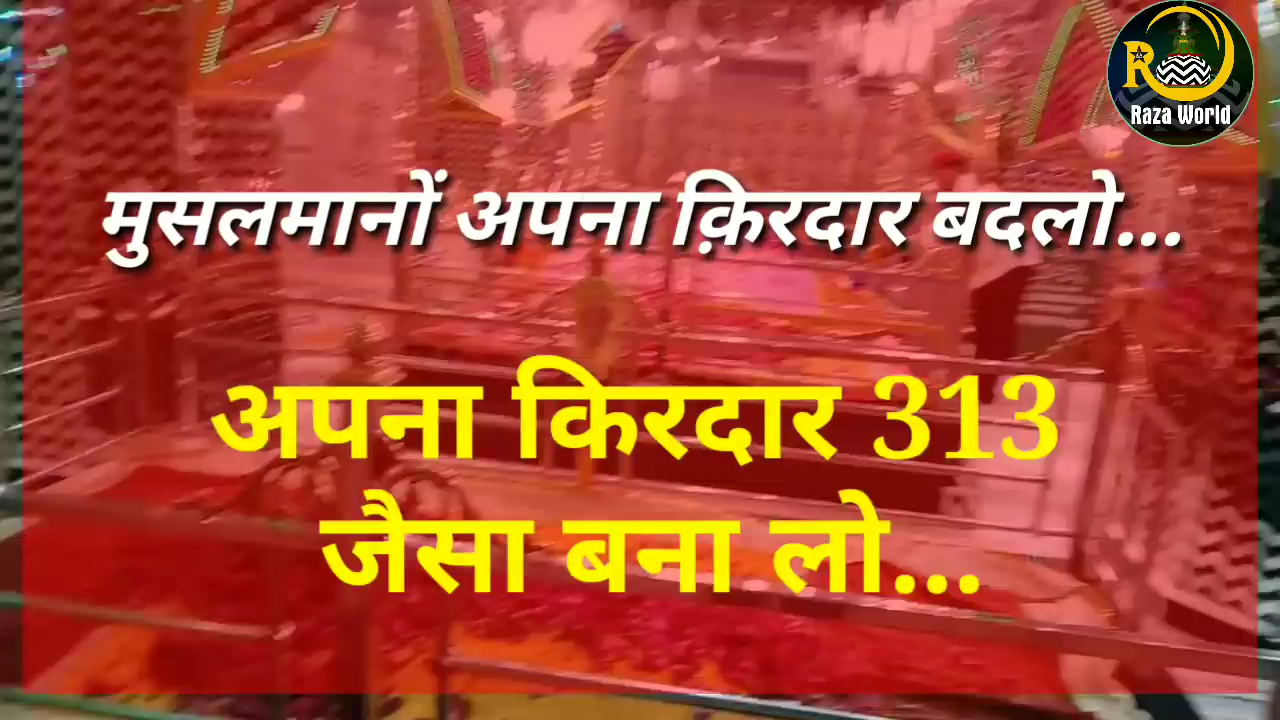 R
Raza World
मुसलमानों अपना क़िरदार बदलो...
अपना किरदार 313
जैसा बना लो...